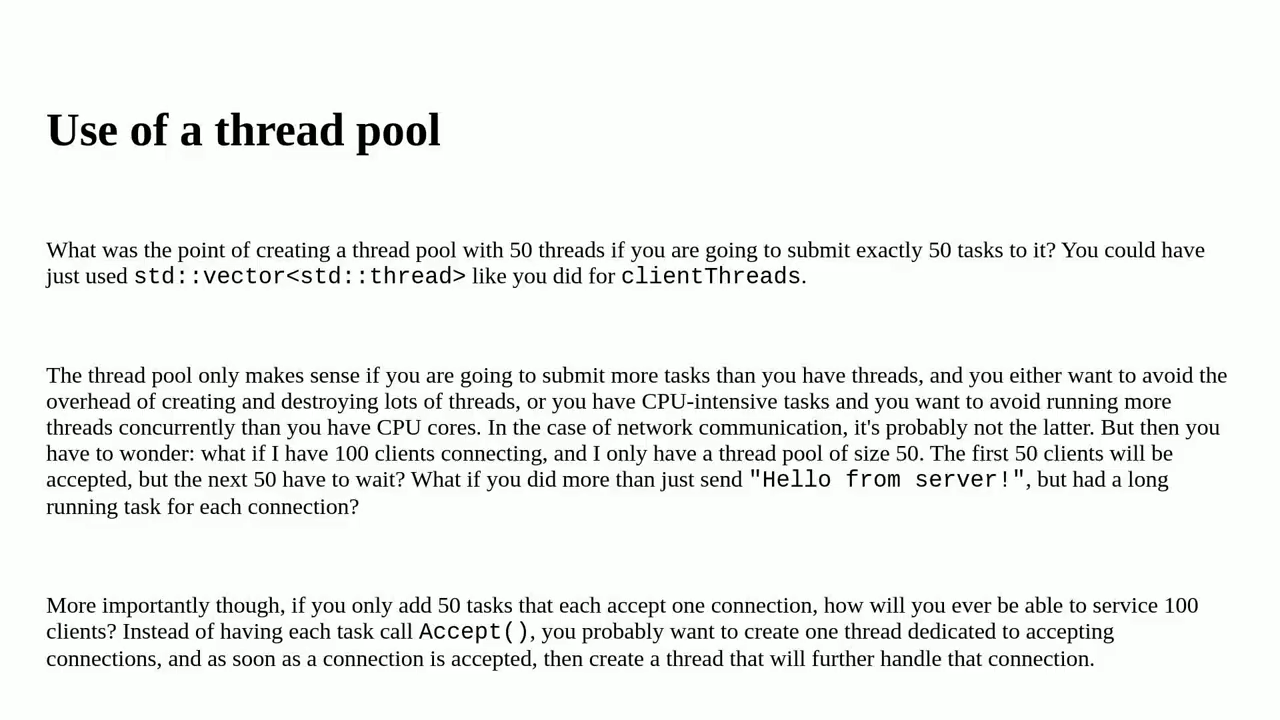 Use of a thread pool
What was the point of creating a thread pool with 50 threads if you are going to submit exactly 50 tasks to it? You could have
just used std::vector<std::thread> like you did for clientThreads.
The thread pool only makes sense if you are going to submit more tasks than you have threads, and you either want to avoid the
overhead of creating and destroying lots of threads, or you have CPU-intensive tasks and you want to avoid running more
threads concurrently than you have CPU cores. In the case of network communication, it's probably not the latter. But then you
have to wonder: what if I have 100 clients connecting, and I only have a thread pool of size 50. The first 50 clients will be
accepted, but the next 50 have to wait? What if you did more than just send "Hello from server!", but had a long
running task for each connection?
More importantly though, if you only add 50 tasks that each accept one connection, how will you ever be able to service 100
clients? Instead of having each task call Accept(), you probably want to create one thread dedicated to accepting
connections, and as soon as a connection is accepted, then create a thread that will further handle that connection.